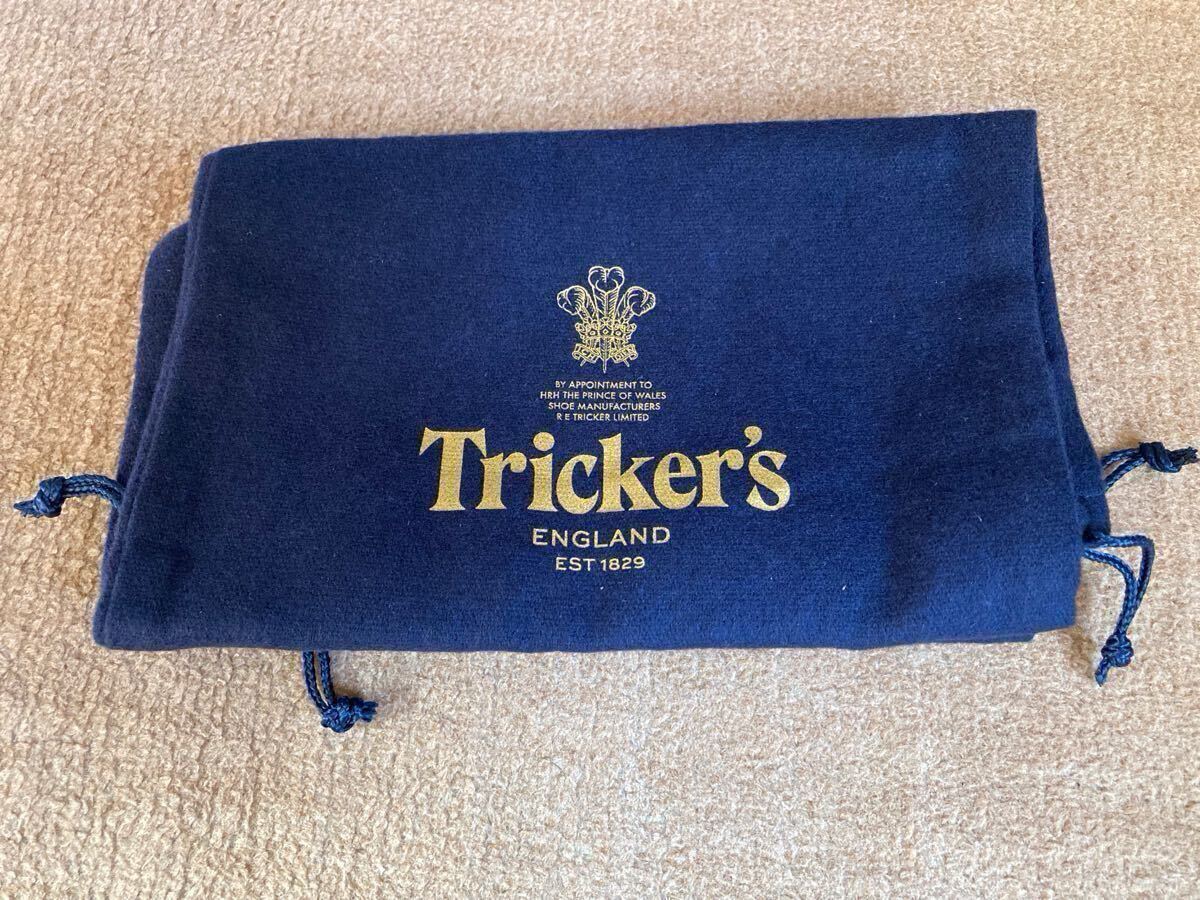 BY APPOINTMENT TO
HRH THE PRINCE OF WALES
SHOE MANUFACTURERS
R E TRICKER LIMITED
Tricker's
ENGLAND
EST 1829